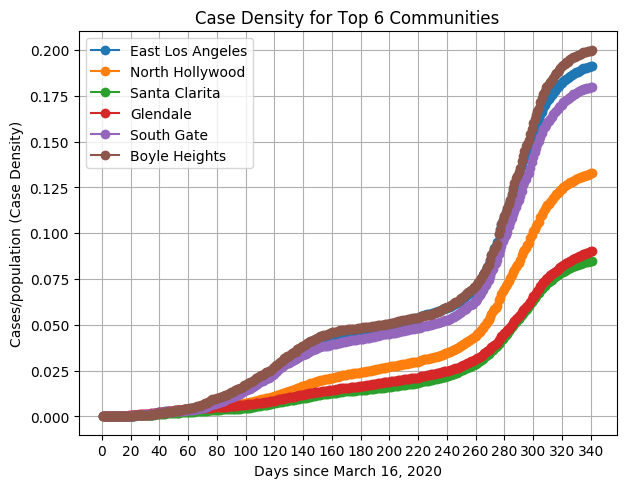 Case Density for Top 6 Communities
Cases/population (Case Density)
0.200
0.175
0.150
0.125
0.100
0.075
0.050
0.025
0.000
East Los Angeles
North Hollywood
Santa Clarita
Glendale
South Gate
Boyle Heights
0 20 40 60 80 100 120 140 160 180 200 220 240 260 280 300 320 340
Days since March 16, 2020